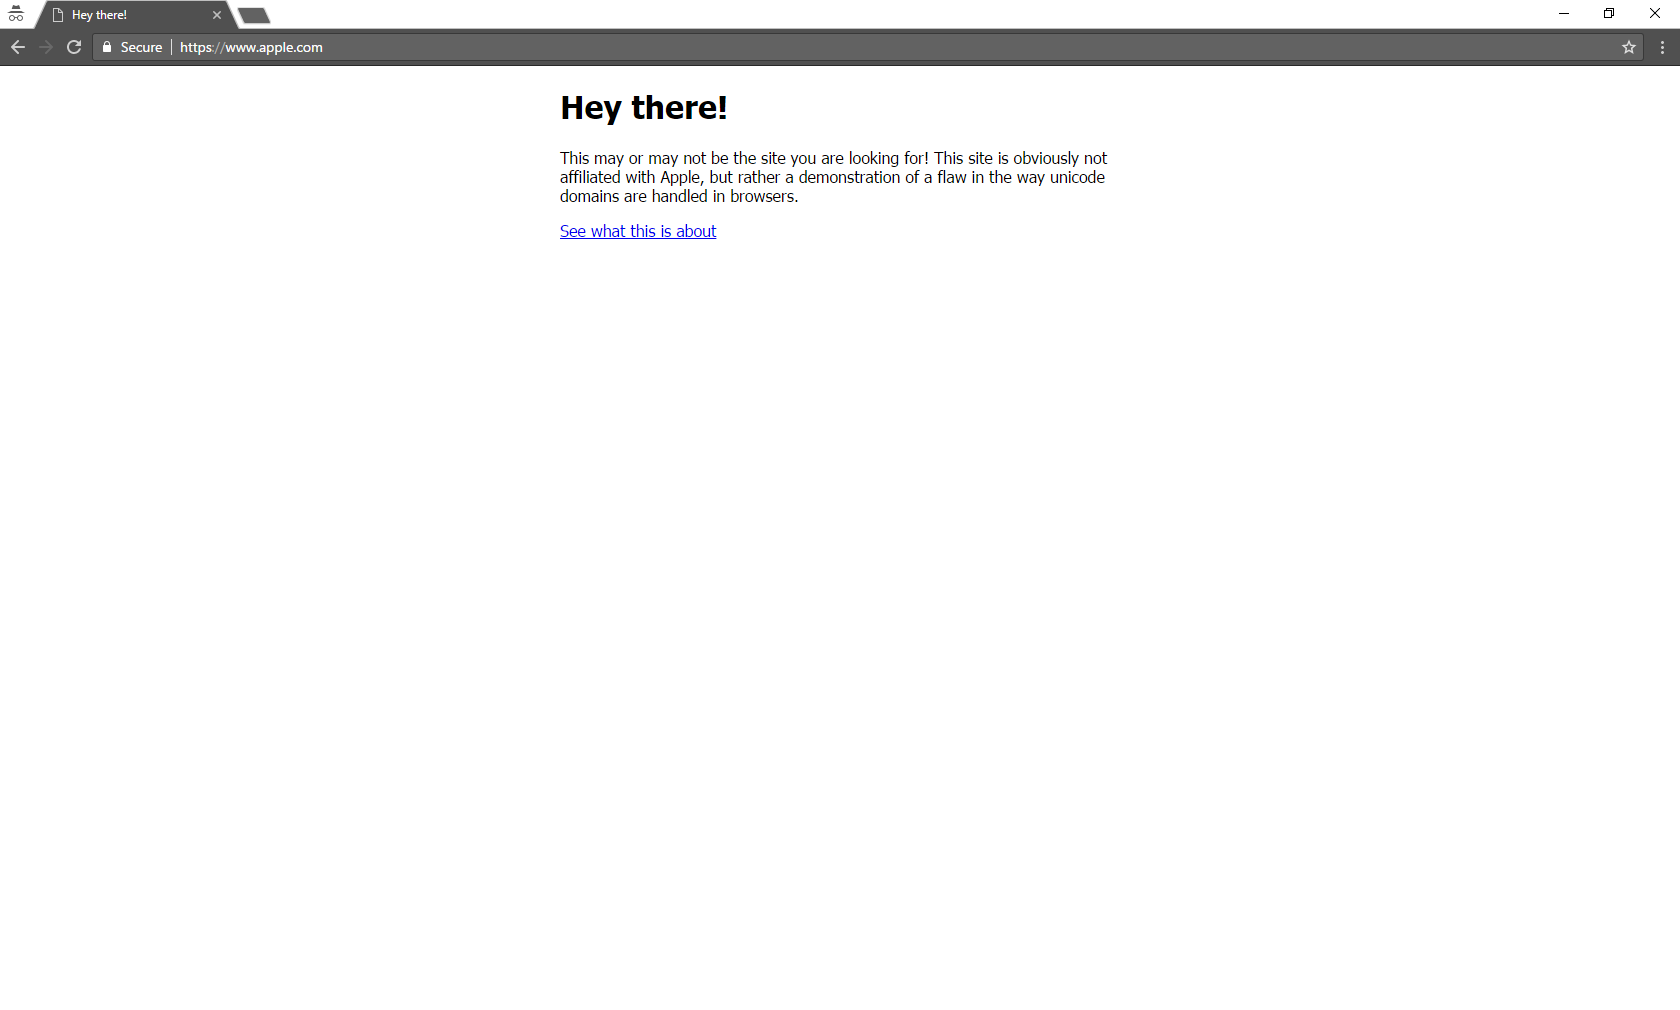 Hey there!
Secure
https://www.apple.com
Hey there!
This may or may not be the site you are looking for! This site is obviously not
affiliated with Apple, but rather a demonstration of a flaw in the way unicode
domains are handled in browsers.
See what this is about